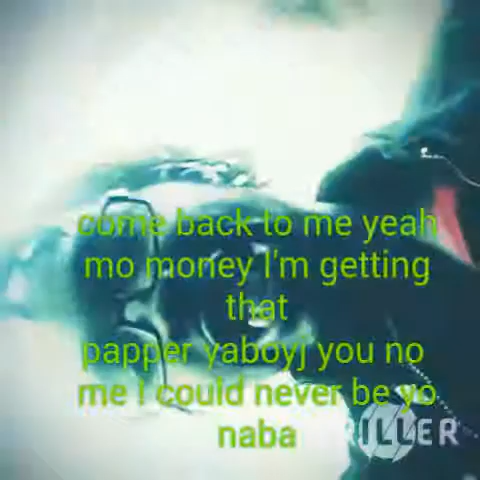 come back to me yeah
mo money I'm getting
that
papper yaboyj you no
me I could never be yo
naba
RILLER